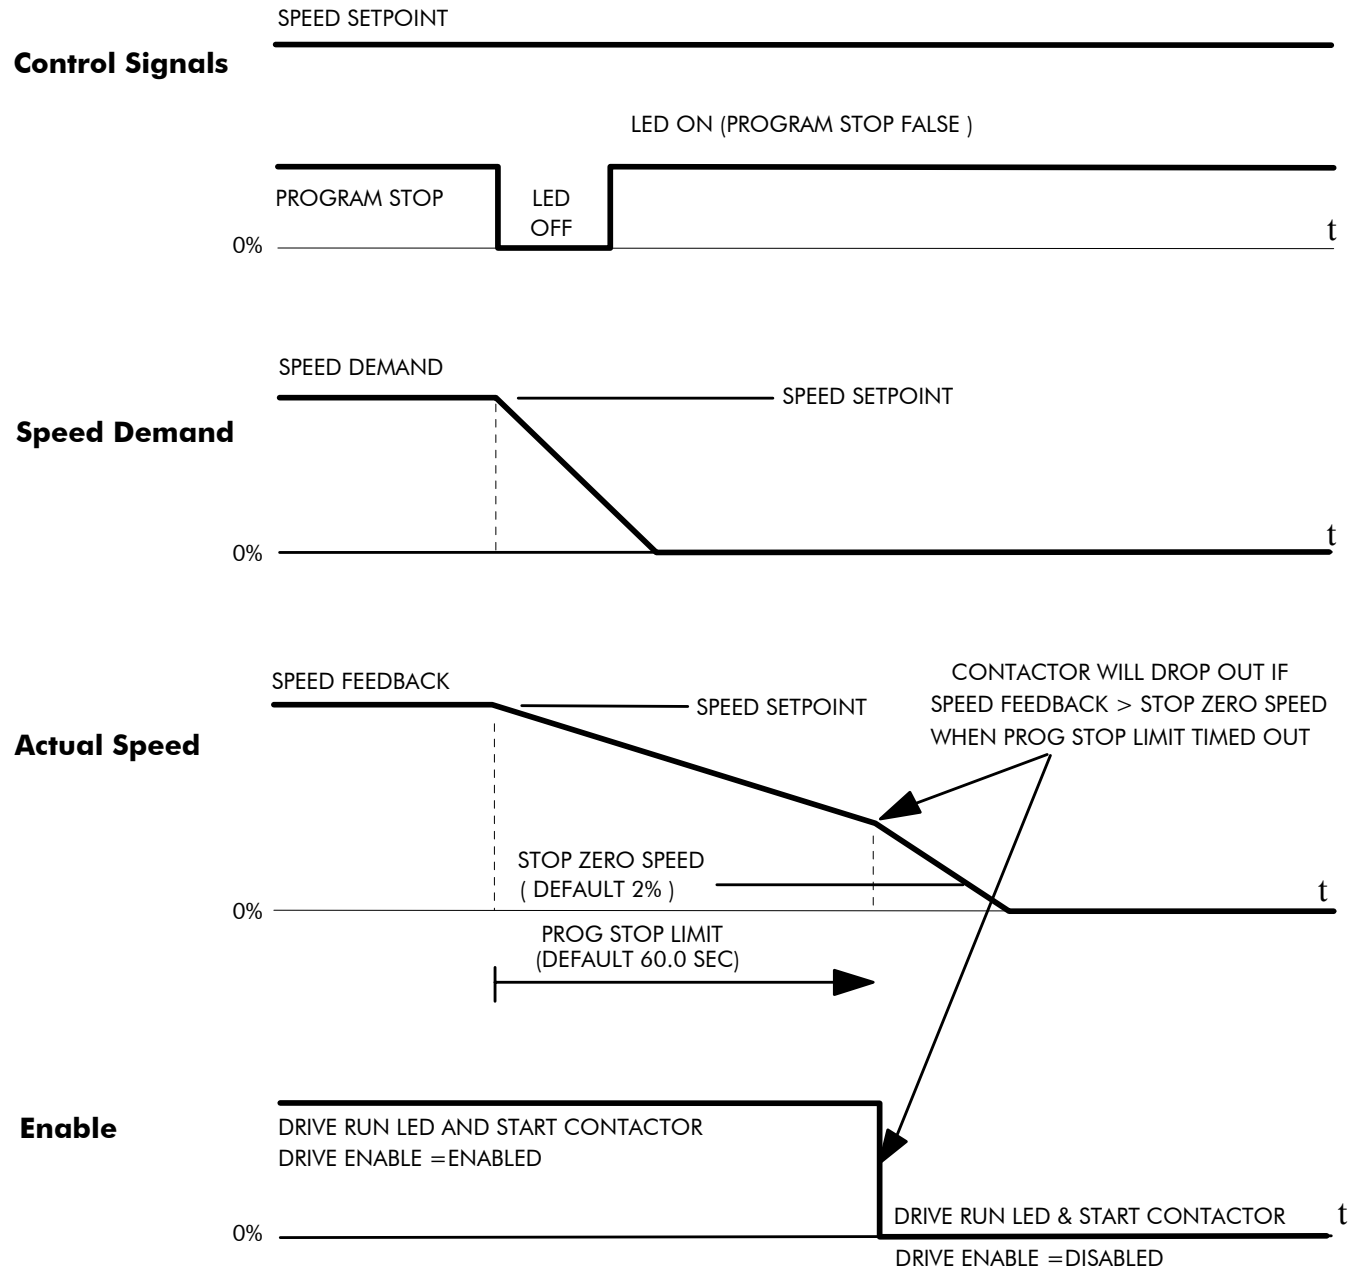 SPEED SETPOINT
Control Signals
LED ON (PROGRAM STOP FALSE )
PROGRAM STOP
LED
OFF
t
0%
SPEED DEMAND
SPEED SETPOINT
Speed Demand
t
0%
CONTACTOR WILL DROP OUT IF
SPEED FEEDBACK > STOP ZERO SPEED
WHEN PROG STOP LIMIT TIMED OUT
SPEED FEEDBACK
SPEED SETPOINT
Actual Speed
STOP ZERO SPEED
( DEFAULT 2% )
t
0%
PROG STOP LIMIT
(DEFAULT 60.0 SEC)
Enable
DRIVE RUN LED AND START CONTACTOR
DRIVE ENABLE =ENABLED
DRIVE RUN LED & START CONTACTOR
t
0%
DRIVE ENABLE =DISABLED